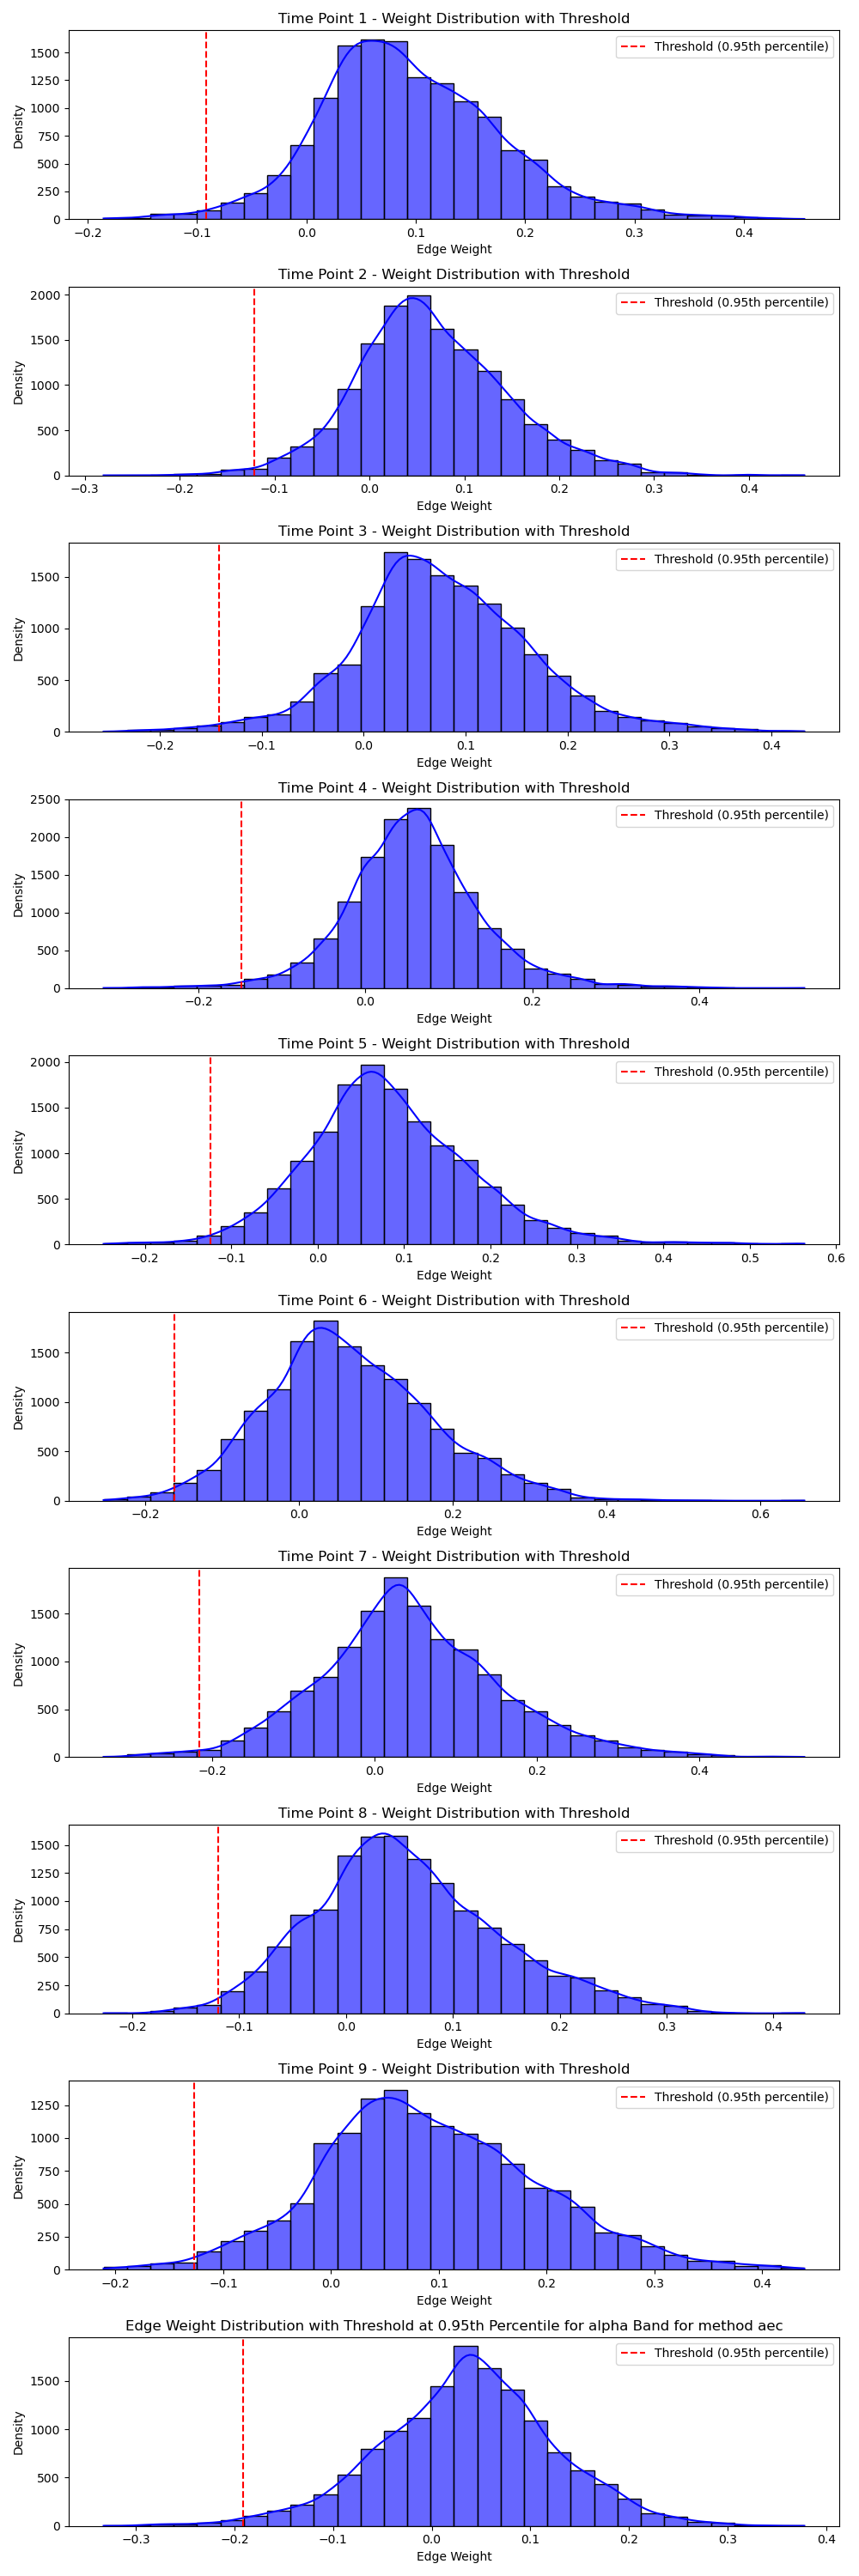 Time Point 1 - Weight Distribution with Threshold
Threshold (0.95th percentile)
Density
1500
1250
1000
750
500
250
0
−0.2 −0.1 0.0 0.1 0.2 0.3 0.4
Edge Weight
Time Point 2 - Weight Distribution with Threshold
Threshold (0.95th percentile)
Density
2000
1500
1000
500
0
−0.3 −0.2 −0.1 0.0 0.1 0.2 0.3 0.4
Edge Weight
Time Point 3 - Weight Distribution with Threshold
Threshold (0.95th percentile)
Density
1500
1000
500
0
−0.2 −0.1 0.0 0.1 0.2 0.3 0.4
Edge Weight
Time Point 4 - Weight Distribution with Threshold
Threshold (0.95th percentile)
Density
2500
2000
1500
1000
500
0
−0.2 0.0 0.2 0.4
Edge Weight
Time Point 5 - Weight Distribution with Threshold
Threshold (0.95th percentile)
Density
2000
1500
1000
500
0
−0.2 −0.1 0.0 0.1 0.2 0.3 0.4 0.5 0.6
Edge Weight
Time Point 6 - Weight Distribution with Threshold
Threshold (0.95th percentile)
Density
1500
1000
500
0
−0.2 0.0 0.2 0.4 0.6
Edge Weight
Time Point 7 - Weight Distribution with Threshold
Threshold (0.95th percentile)
Density
1500
1000
500
0
−0.2 0.0 0.2 0.4
Edge Weight
Time Point 8 - Weight Distribution with Threshold
Threshold (0.95th percentile)
Density
1500
1250
1000
750
500
250
0
−0.2 −0.1 0.0 0.1 0.2 0.3 0.4
Edge Weight
Time Point 9 - Weight Distribution with Threshold
Threshold (0.95th percentile)
Density
1250
1000
750
500
250
0
−0.2 −0.1 0.0 0.1 0.2 0.3 0.4
Edge Weight
Edge Weight Distribution with Threshold at 0.95th Percentile for alpha Band for method aec
Threshold (0.95th percentile)
Density
1500
1000
500
0
−0.3 −0.2 −0.1 0.0 0.1 0.2 0.3 0.4
Edge Weight